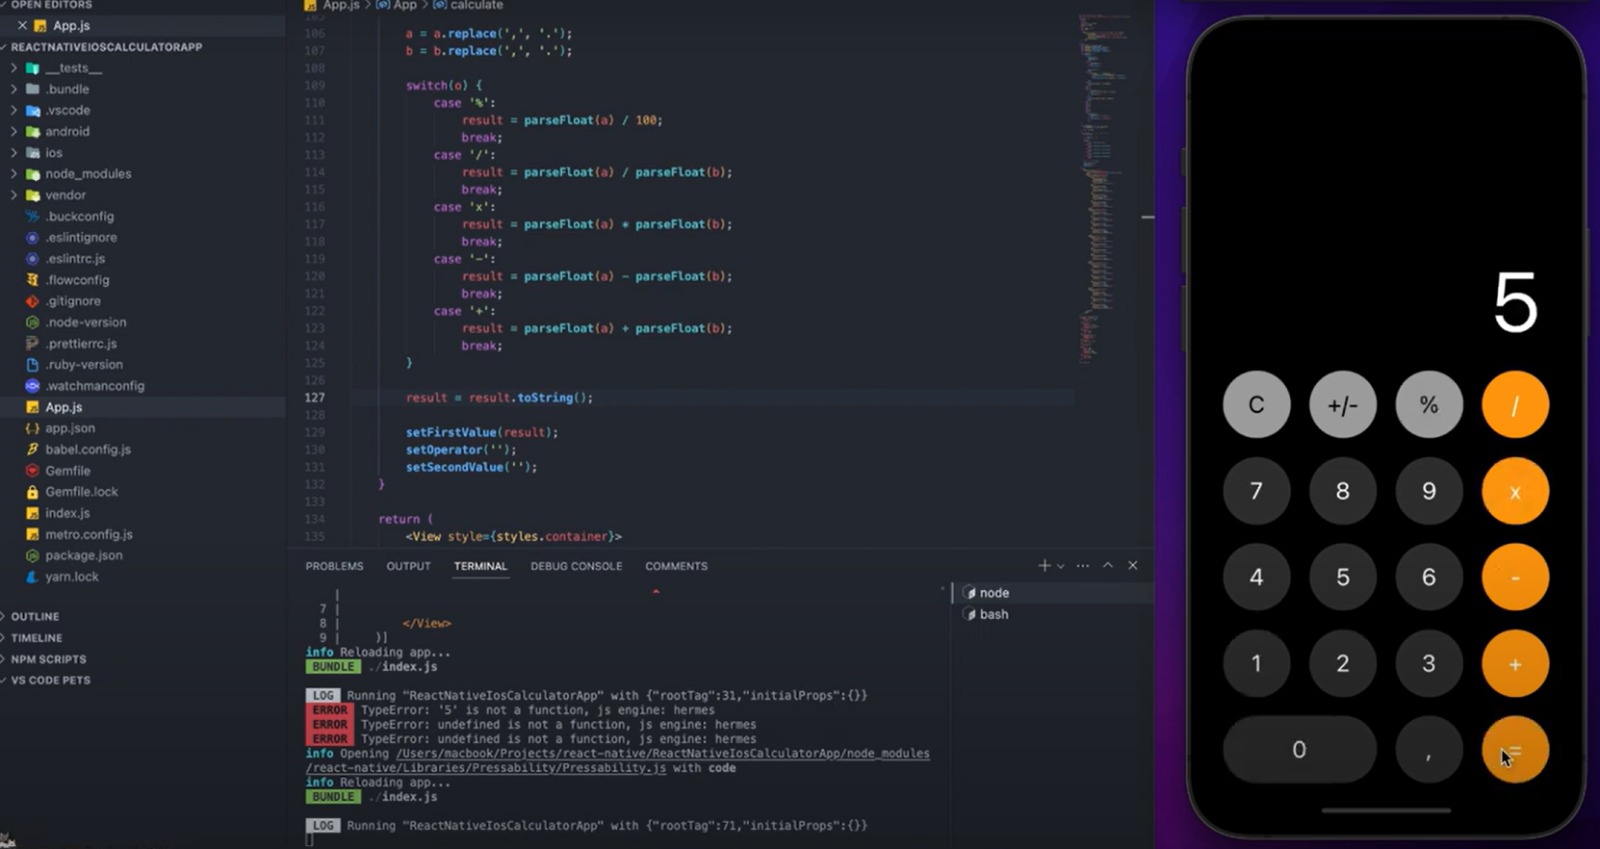 OPEN EDITORS
App.js
REACTNATIVEIOSCALCULATORAPP
__tests__
.bundle
.vscode
android
ios
node_modules
vendor
.buckconfig
.eslintignore
.eslintrc.js
.flowconfig
.gitignore
.node-version
.prettierrc.js
.ruby-version
.watchmanconfig
App.js
app.json
babel.config.js
Gemfile
Gemfile.lock
index.js
metro.config.js
package.json
yarn.lock
OUTLINE
TIMELINE
NPM SCRIPTS
VS CODE PETS
App.js > App > calculate
106 a = a.replace(',', '.');
107 b = b.replace(',', '.');
108
109 switch(o) {
110 case '%':
111 result = parseFloat(a) / 100;
112 break;
113 case '/':
114 result = parseFloat(a) / parseFloat(b);
115 break;
116 case 'x':
117 result = parseFloat(a) * parseFloat(b);
118 break;
119 case '-':
120 result = parseFloat(a) - parseFloat(b);
121 break;
122 case '+':
123 result = parseFloat(a) + parseFloat(b);
124 break;
125 }
126
127 result = result.toString();
128
129 setFirstValue(result);
130 setOperator('');
131 setSecondValue('');
132 }
133
134 return (
135 <View style={styles.container}>
PROBLEMS OUTPUT TERMINAL DEBUG CONSOLE COMMENTS
node
bash
|
7 |
8 | </View>
9 | )]
info Reloading app...
BUNDLE ./index.js
LOG Running "ReactNativeIosCalculatorApp" with {"rootTag":31,"initialProps":{}}
ERROR TypeError: '5' is not a function, js engine: hermes
ERROR TypeError: undefined is not a function, js engine: hermes
ERROR TypeError: undefined is not a function, js engine: hermes
info Opening /Users/macbook/Projects/react-native/ReactNativeIosCalculatorApp/node_modules
/react-native/Libraries/Pressability/Pressability.js with code
info Reloading app...
BUNDLE ./index.js
LOG Running "ReactNativeIosCalculatorApp" with {"rootTag":71,"initialProps":{}}
5
C +/- % /
7 8 9 x
4 5 6 -
1 2 3 +
0 , =